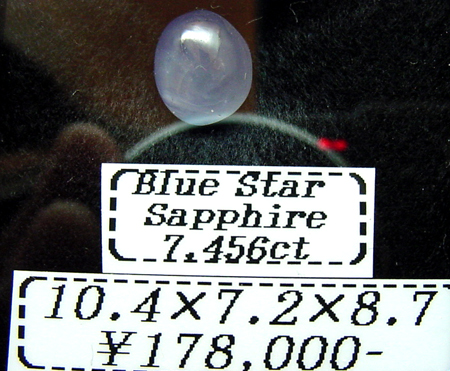 Blue Star
Sapphire
7.456ct
10.4×7.2×8.7
¥178,000-